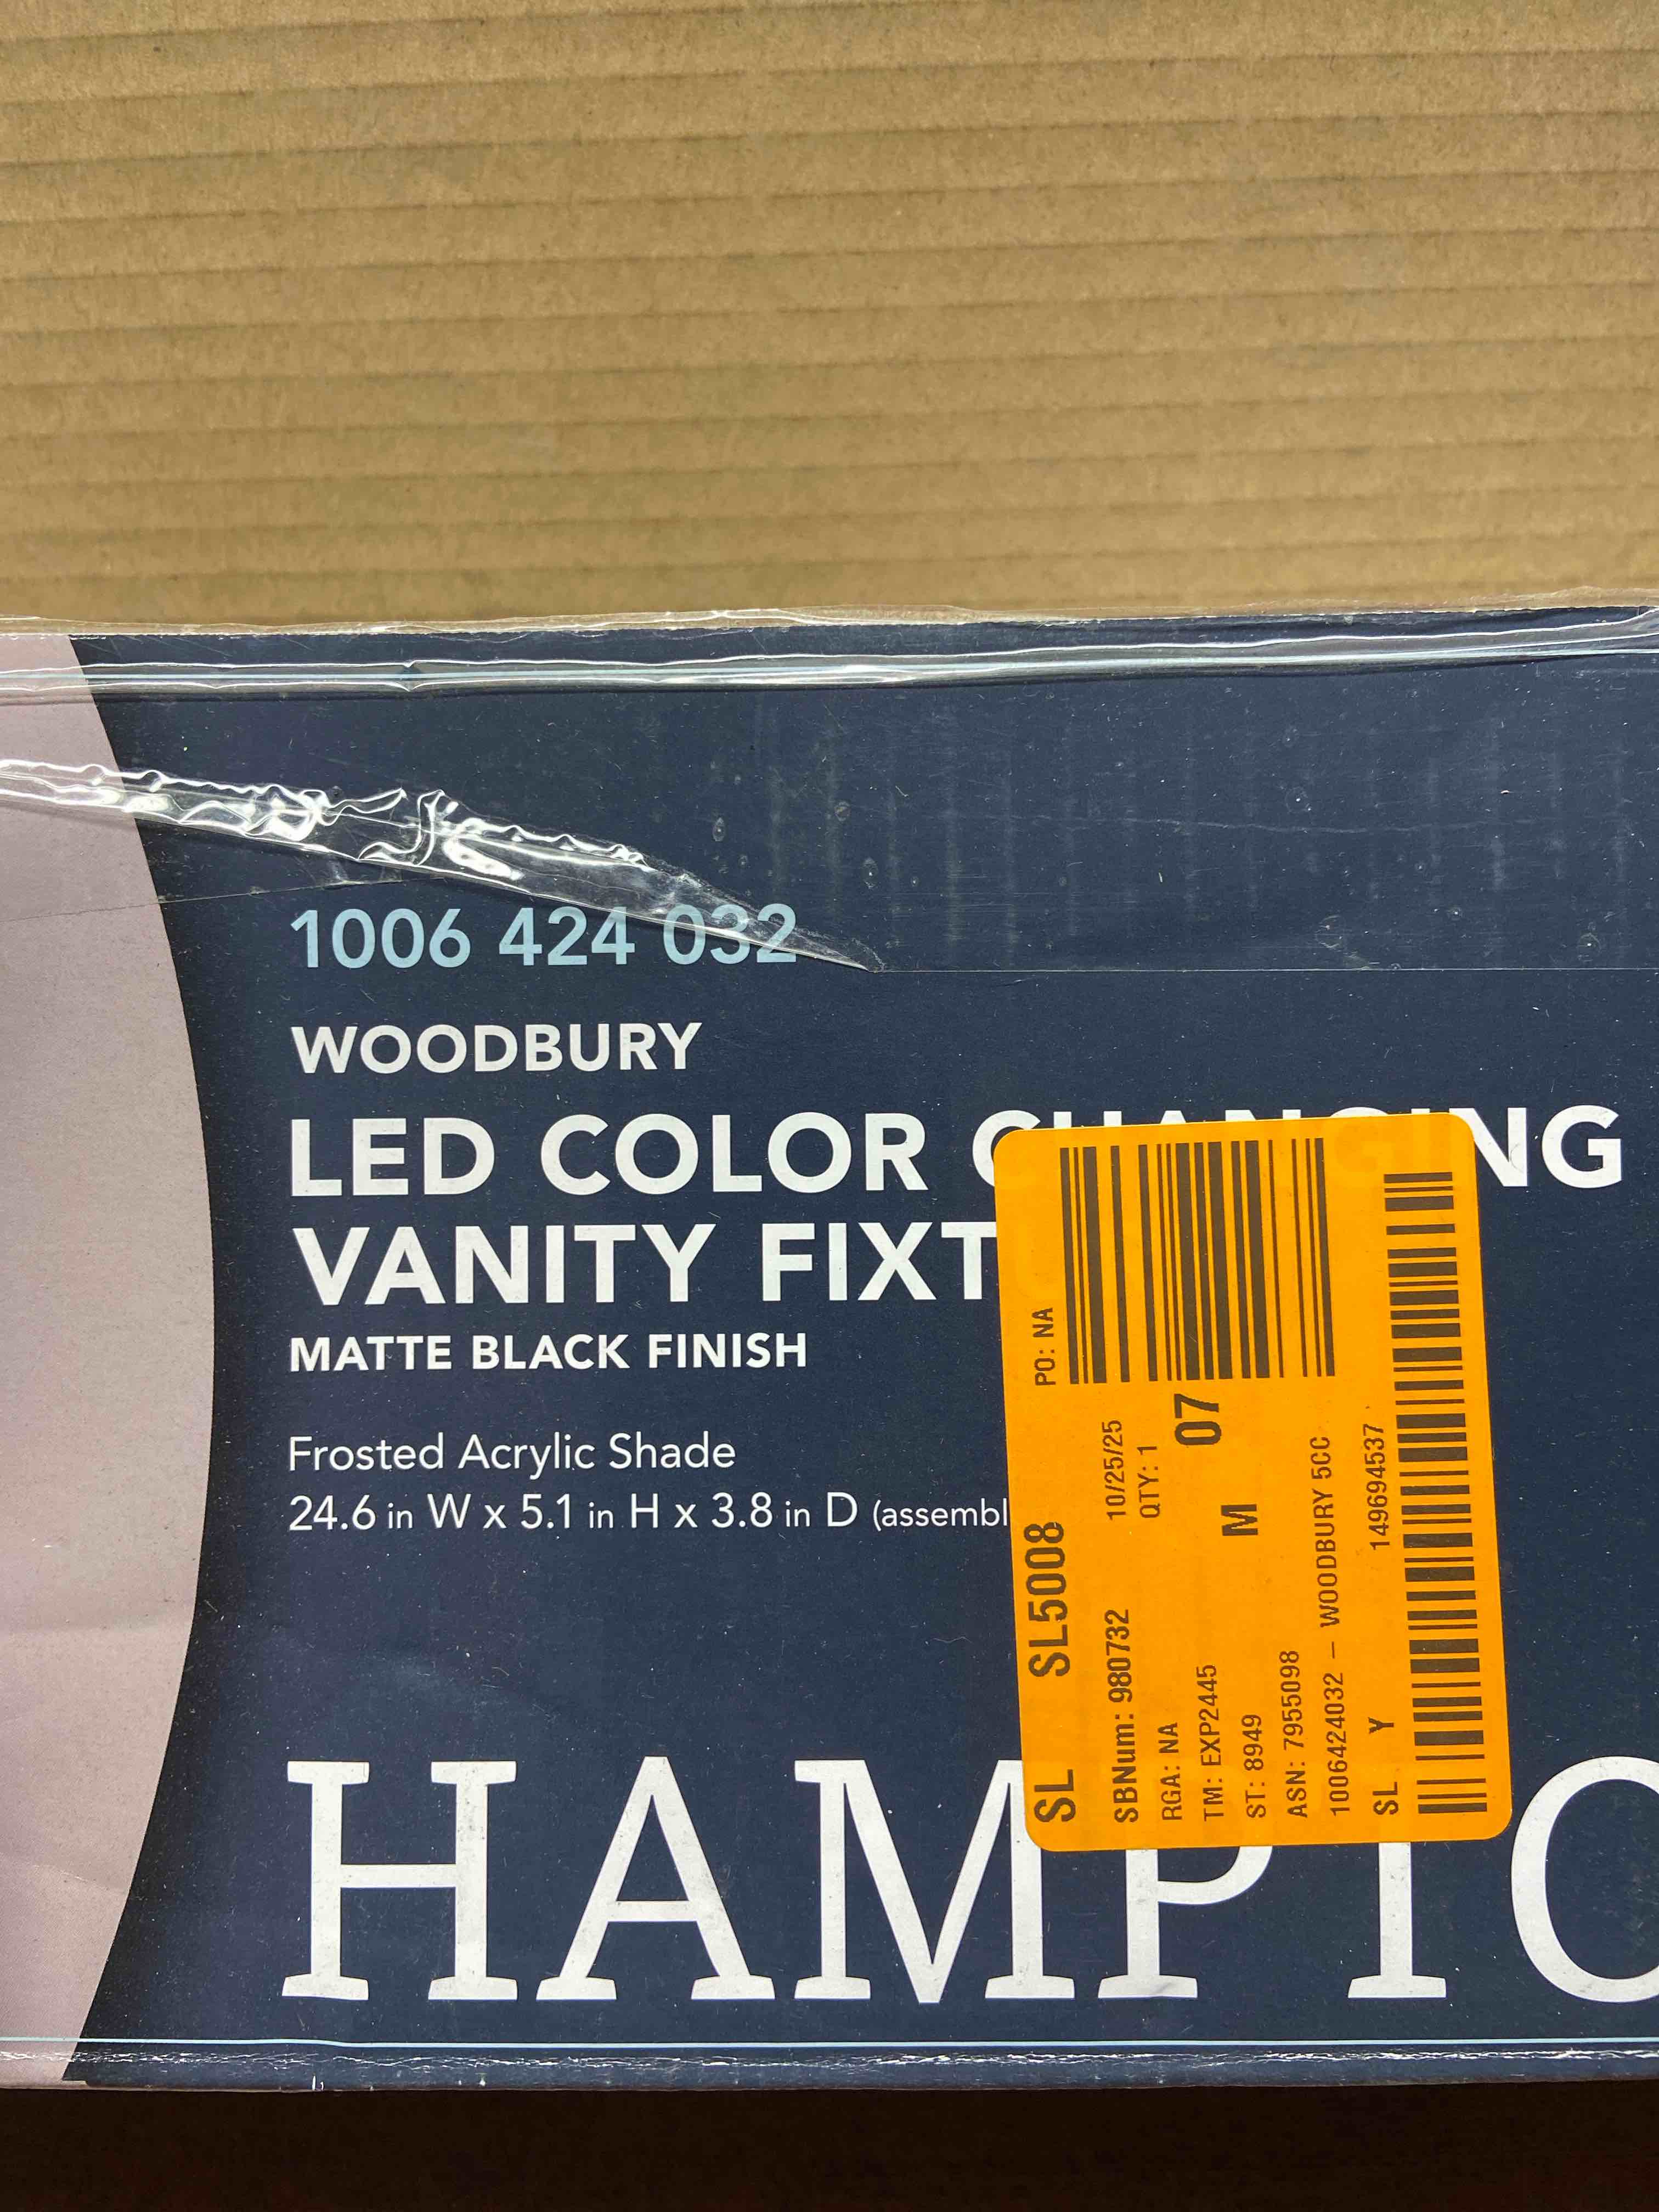 1006 424 032
WOODBURY
LED COLOR CHANGING
VANITY FIXT
MATTE BLACK FINISH
Frosted Acrylic Shade
24.6 in W x 5.1 in H x 3.8 in D (assembl
HAMPTO
SL SL5008 PO: NA
SBNum: 980732 10/25/25
RGA: NA QTY: 1
TM: EXP2445 07
ST: 8949 M
ASN: 7955098
1006424032 – WOODBURY 5CC
SL Y 149694537